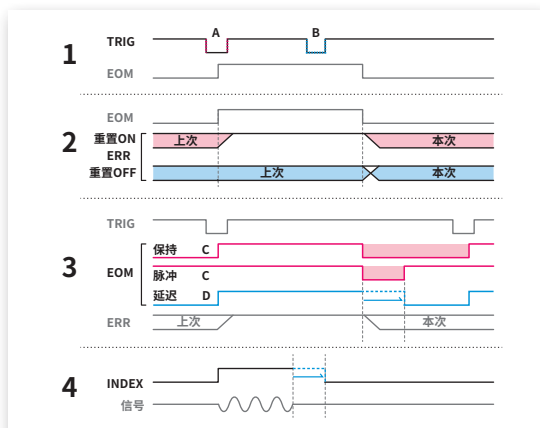 A B
1 TRIG
EOM
EOM
2 重置ON 上次 本次
ERR
重置OFF 上次 本次
TRIG
保持 C
3 EOM 脉冲 C
延迟 D
ERR 上次 本次
4 INDEX
信号